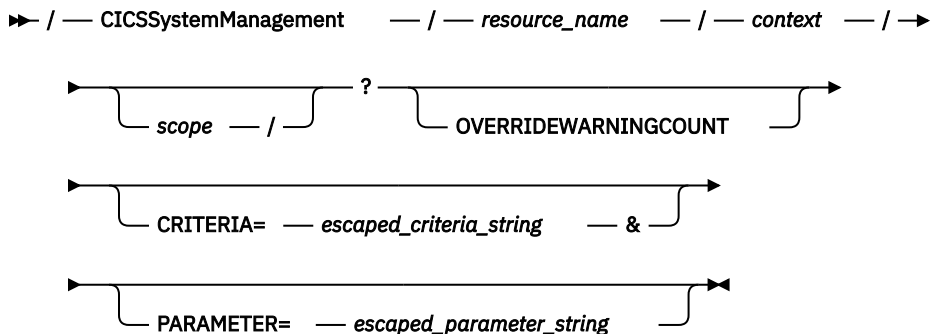 / CICSSystemManagement / resource_name / context /
?
scope / OVERRIDEWARNINGCOUNT
CRITERIA= escaped_criteria_string &
PARAMETER= escaped_parameter_string